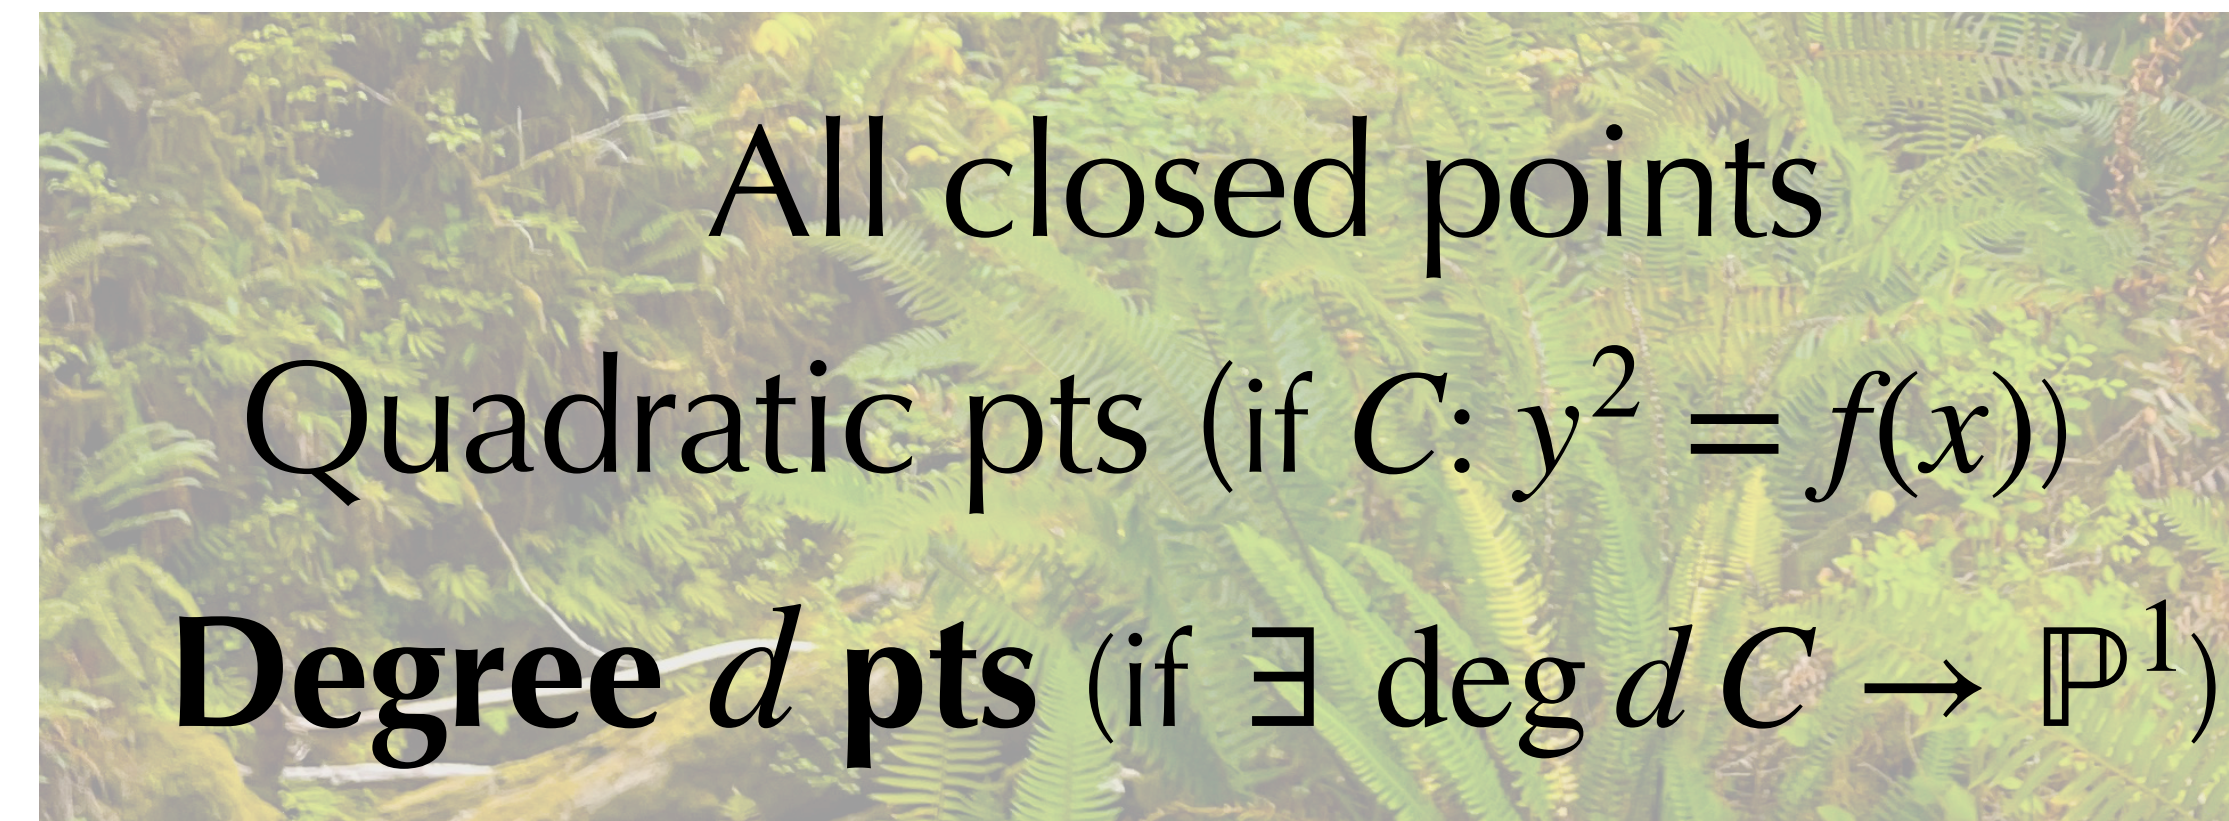 All closed points
Quadratic pts (if C: y² = f(x))
Degree d pts (if ∃ deg d C → ℙ¹)